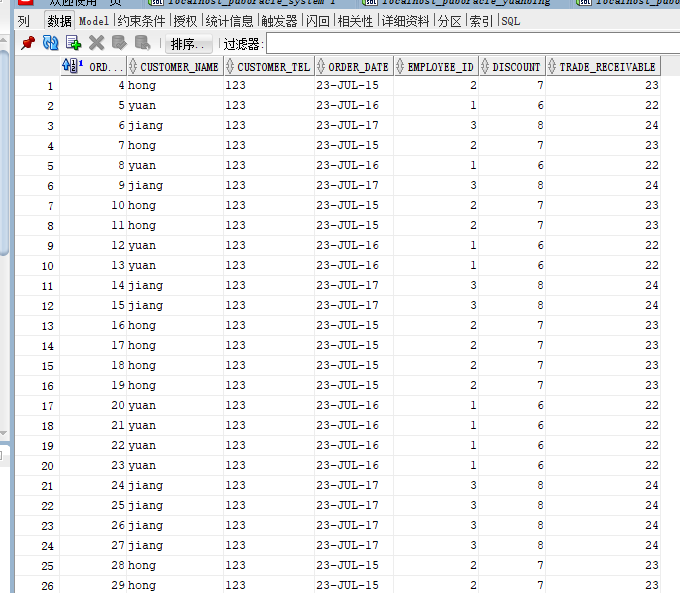 欢迎使用 页 localhost_puboracle_system 1 localhost_puboracle_yuanbing
列 数据 Model 约束条件 授权 统计信息 触发器 闪回 相关性 详细资料 分区 索引 SQL
排序.. 过滤器:
ORD... CUSTOMER_NAME CUSTOMER_TEL ORDER_DATE EMPLOYEE_ID DISCOUNT TRADE_RECEIVABLE
1 4 hong 123 23-JUL-15 2 7 23
2 5 yuan 123 23-JUL-16 1 6 22
3 6 jiang 123 23-JUL-17 3 8 24
4 7 hong 123 23-JUL-15 2 7 23
5 8 yuan 123 23-JUL-16 1 6 22
6 9 jiang 123 23-JUL-17 3 8 24
7 10 hong 123 23-JUL-15 2 7 23
8 11 hong 123 23-JUL-15 2 7 23
9 12 yuan 123 23-JUL-16 1 6 22
10 13 yuan 123 23-JUL-16 1 6 22
11 14 jiang 123 23-JUL-17 3 8 24
12 15 jiang 123 23-JUL-17 3 8 24
13 16 hong 123 23-JUL-15 2 7 23
14 17 hong 123 23-JUL-15 2 7 23
15 18 hong 123 23-JUL-15 2 7 23
16 19 hong 123 23-JUL-15 2 7 23
17 20 yuan 123 23-JUL-16 1 6 22
18 21 yuan 123 23-JUL-16 1 6 22
19 22 yuan 123 23-JUL-16 1 6 22
20 23 yuan 123 23-JUL-16 1 6 22
21 24 jiang 123 23-JUL-17 3 8 24
22 25 jiang 123 23-JUL-17 3 8 24
23 26 jiang 123 23-JUL-17 3 8 24
24 27 jiang 123 23-JUL-17 3 8 24
25 28 hong 123 23-JUL-15 2 7 23
26 29 hong 123 23-JUL-15 2 7 23